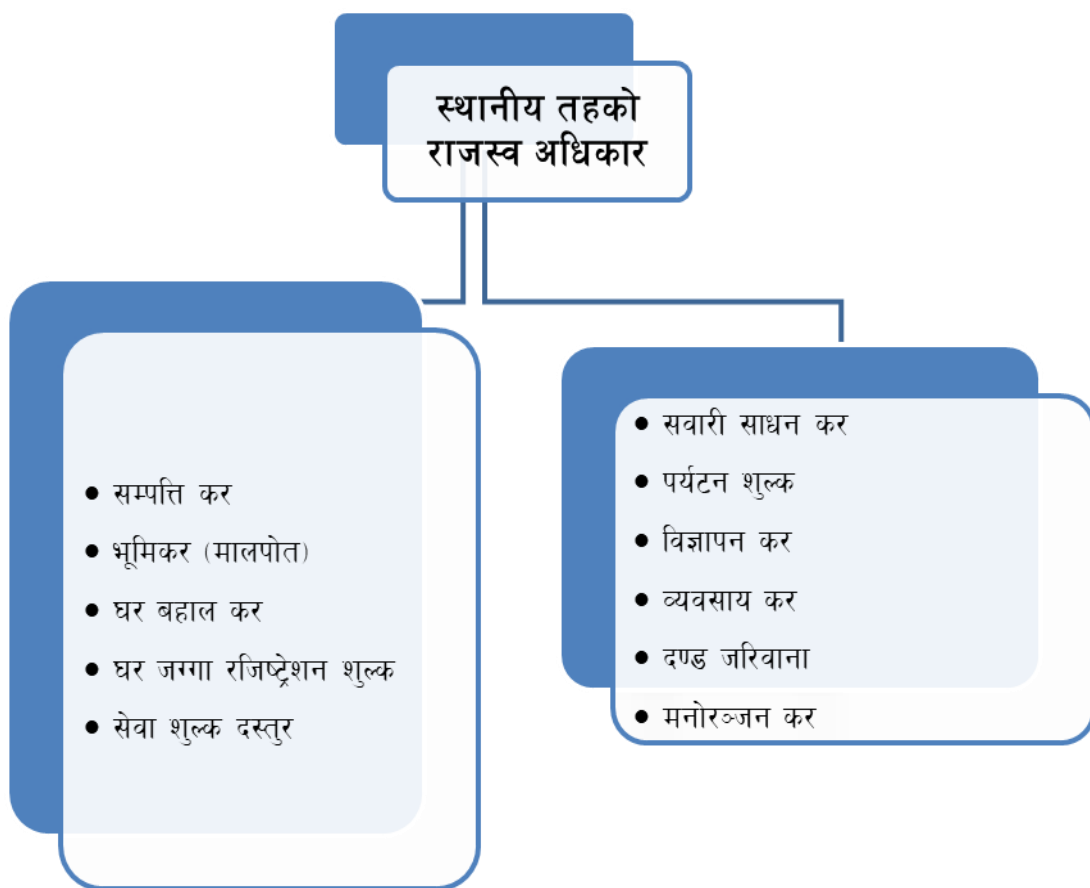 स्थानीय तहको
राजस्व अधिकार
• सम्पत्ति कर
• भूमिकर (मालपोत)
• घर बहाल कर
• घर जग्गा रजिष्ट्रेशन शुल्क
• सेवा शुल्क दस्तुर
• सवारी साधन कर
• पर्यटन शुल्क
• विज्ञापन कर
• व्यवसाय कर
• दण्ड जरिवाना
• मनोरञ्जन कर